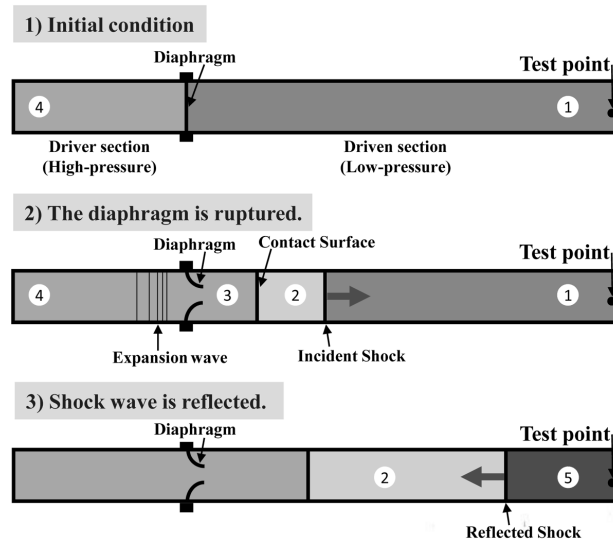 1) Initial condition
Diaphragm
Test point
4
1
Driver section
(High-pressure)
Driven section
(Low-pressure)
2) The diaphragm is ruptured.
Diaphragm
Contact Surface
Test point
4
3
2
1
Expansion wave
Incident Shock
3) Shock wave is reflected.
Diaphragm
Test point
2
5
Reflected Shock